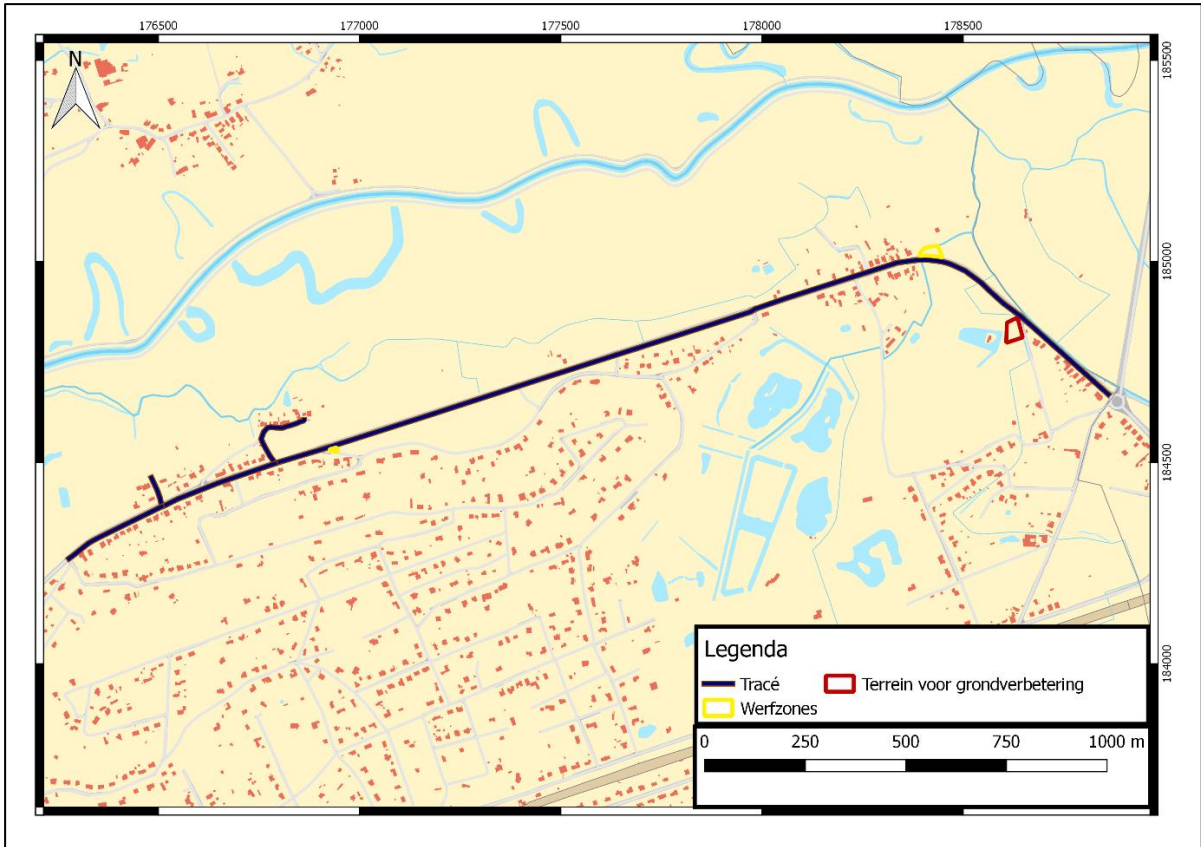 176500 177000 177500 178000 178500
N
185500
185000
184500
184000
Legenda
Tracé Terrein voor grondverbetering
Werfzones
0 250 500 750 1000 m